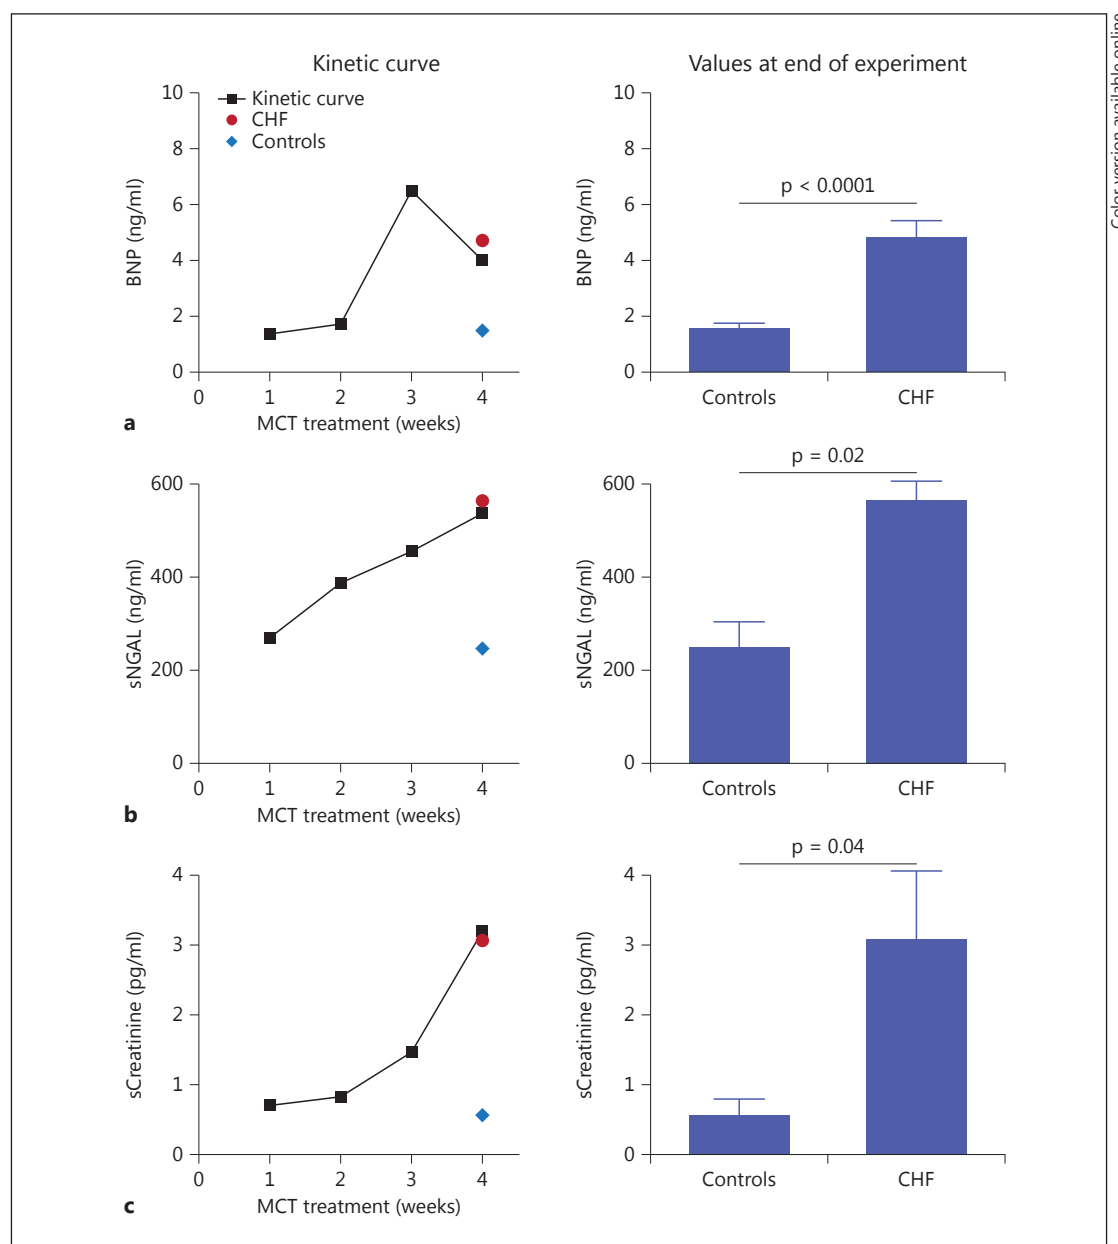 Color version available online
Kinetic curve
Values at end of experiment
10
8
6
4
2
0
BNP (ng/ml)
Kinetic curve
CHF
Controls
0 1 2 3 4
MCT treatment (weeks)
a
10
8
6
4
2
0
BNP (ng/ml)
p < 0.0001
Controls CHF
600
400
200
0
sNGAL (ng/ml)
0 1 2 3 4
MCT treatment (weeks)
b
600
400
200
0
sNGAL (ng/ml)
p = 0.02
Controls CHF
4
3
2
1
0
sCreatinine (pg/ml)
0 1 2 3 4
MCT treatment (weeks)
c
4
3
2
1
0
sCreatinine (pg/ml)
p = 0.04
Controls CHF